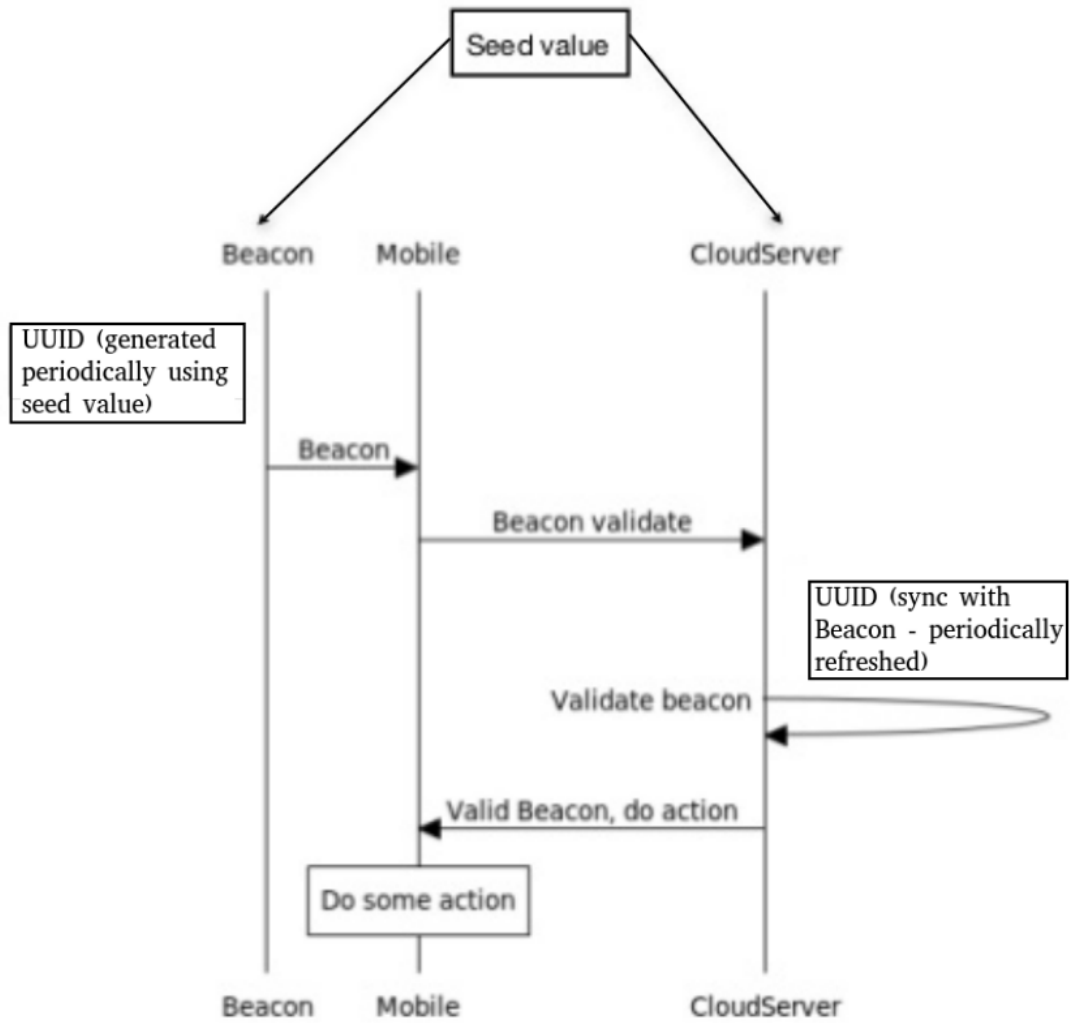 Seed value
Beacon Mobile CloudServer
UUID (generated
periodically using
seed value)
Beacon
Beacon validate
UUID (sync with
Beacon - periodically
refreshed)
Validate beacon
Valid Beacon, do action
Do some action
Beacon Mobile CloudServer